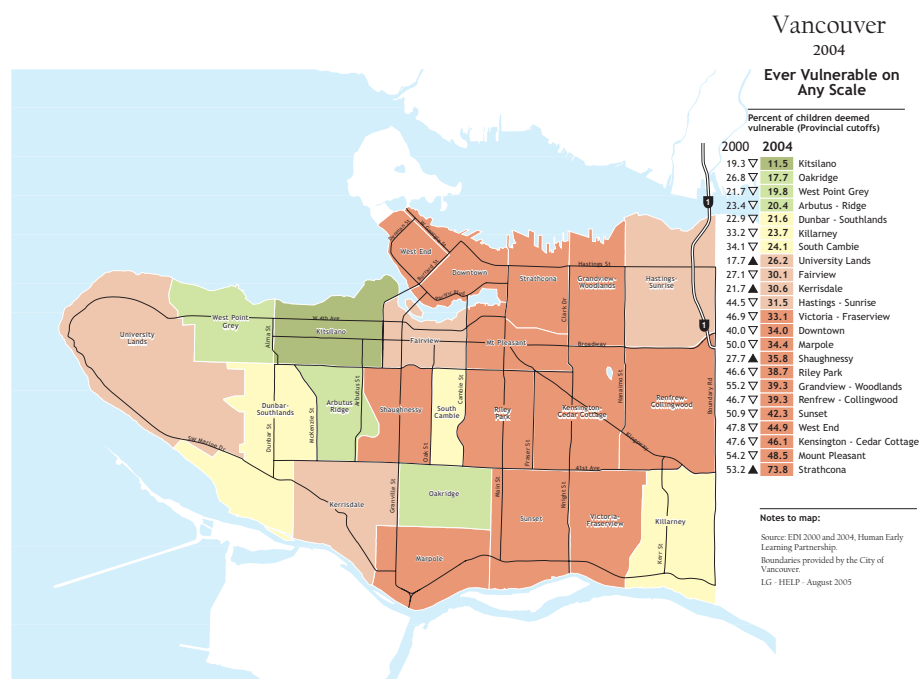 Vancouver
2004
Ever Vulnerable on
Any Scale
Percent of children deemed
vulnerable (Provincial cutoffs)
2000 2004
19.3 ▽ 11.5 Kitsilano
26.8 ▽ 17.7 Oakridge
21.7 ▽ 19.8 West Point Grey
23.4 ▽ 20.4 Arbutus - Ridge
22.9 ▽ 21.6 Dunbar - Southlands
33.2 ▽ 23.7 Killarney
34.1 ▽ 24.1 South Cambie
17.7 ▲ 26.2 University Lands
27.1 ▽ 30.1 Fairview
21.7 ▲ 30.6 Kerrisdale
44.5 ▽ 31.5 Hastings - Sunrise
46.9 ▽ 33.1 Victoria - Fraserview
40.0 ▽ 34.0 Downtown
50.0 ▽ 34.4 Marpole
27.7 ▲ 35.8 Shaughnessy
46.6 ▽ 38.7 Riley Park
55.2 ▽ 39.3 Grandview - Woodlands
46.7 ▽ 39.3 Renfrew - Collingwood
50.9 ▽ 42.3 Sunset
47.8 ▽ 44.9 West End
47.6 ▽ 46.1 Kensington - Cedar Cottage
54.2 ▽ 48.5 Mount Pleasant
53.2 ▲ 73.8 Strathcona
1
1
West End
Downtown
Burrard St
Pacific Blvd
Strathcona
Hastings St
Grandview-
Woodlands
Hastings-
Sunrise
Clark Dr
University
Lands
West Point
Grey
Alma St
W 4th Ave
Kitsilano
Fairview
Mt Pleasant
Broadway
Dunbar-
Southlands
Dunbar St
McKenzie St
Arbutus
Ridge
Arbutus St
Shaughnessy
Oak St
South
Cambie
Cambie St
Riley
Park
Fraser St
Kensington-
Cedar Cottage
Nanaimo St
Kingsway
Renfrew-
Collingwood
Boundary Rd
SW Marine Dr
41st Ave
Kerrisdale
Granville St
Oakridge
Main St
Sunset
Knight St
Victoria-
Fraserview
Killarney
Kerr St
Marpole
Notes to map:
Source: EDI 2000 and 2004, Human Early
Learning Partnership.
Boundaries provided by the City of
Vancouver.
LG - HELP - August 2005